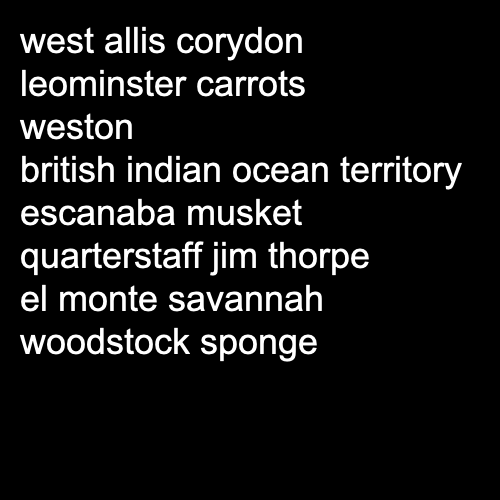 west allis corydon
leominster carrots
weston
british indian ocean territory
escanaba musket
quarterstaff jim thorpe
el monte savannah
woodstock sponge